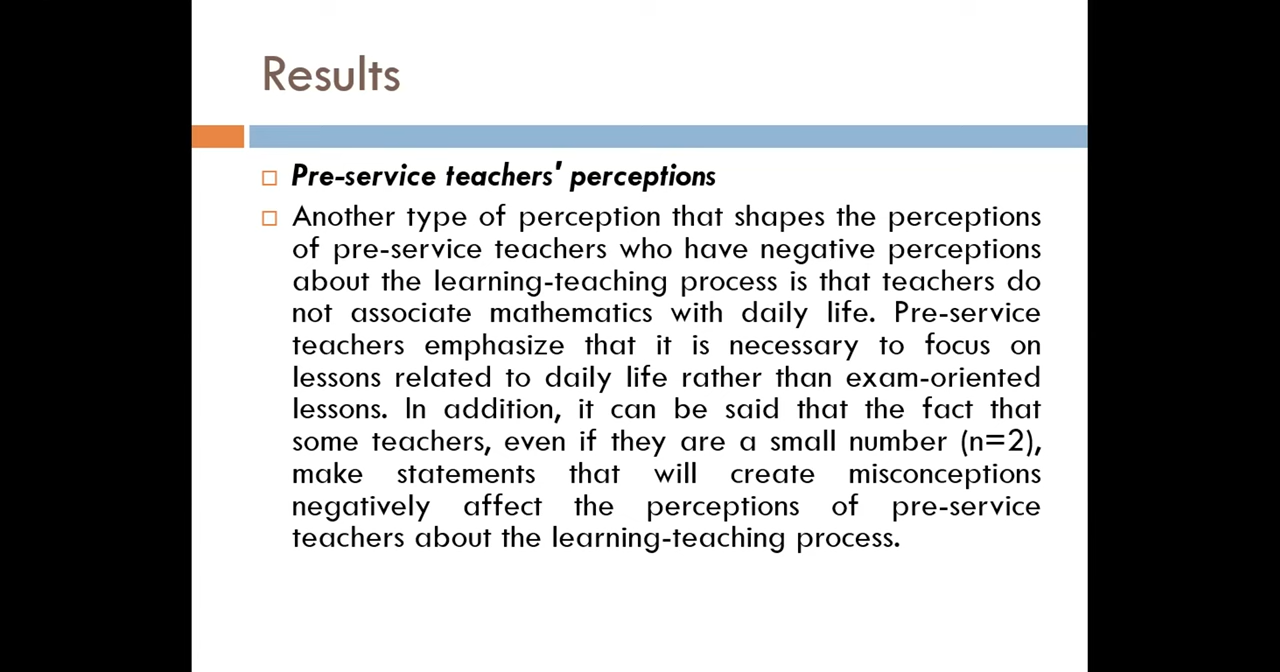 Results
Pre-service teachers' perceptions
Another type of perception that shapes the perceptions
of pre-service teachers who have negative perceptions
about the learning-teaching process is that teachers do
not associate mathematics with daily life. Pre-service
teachers emphasize that it is necessary to focus on
lessons related to daily life rather than exam-oriented
lessons. In addition, it can be said that the fact that
some teachers, even if they are a small number (n=2),
make statements that will create misconceptions
negatively affect the perceptions of pre-service
teachers about the learning-teaching process.